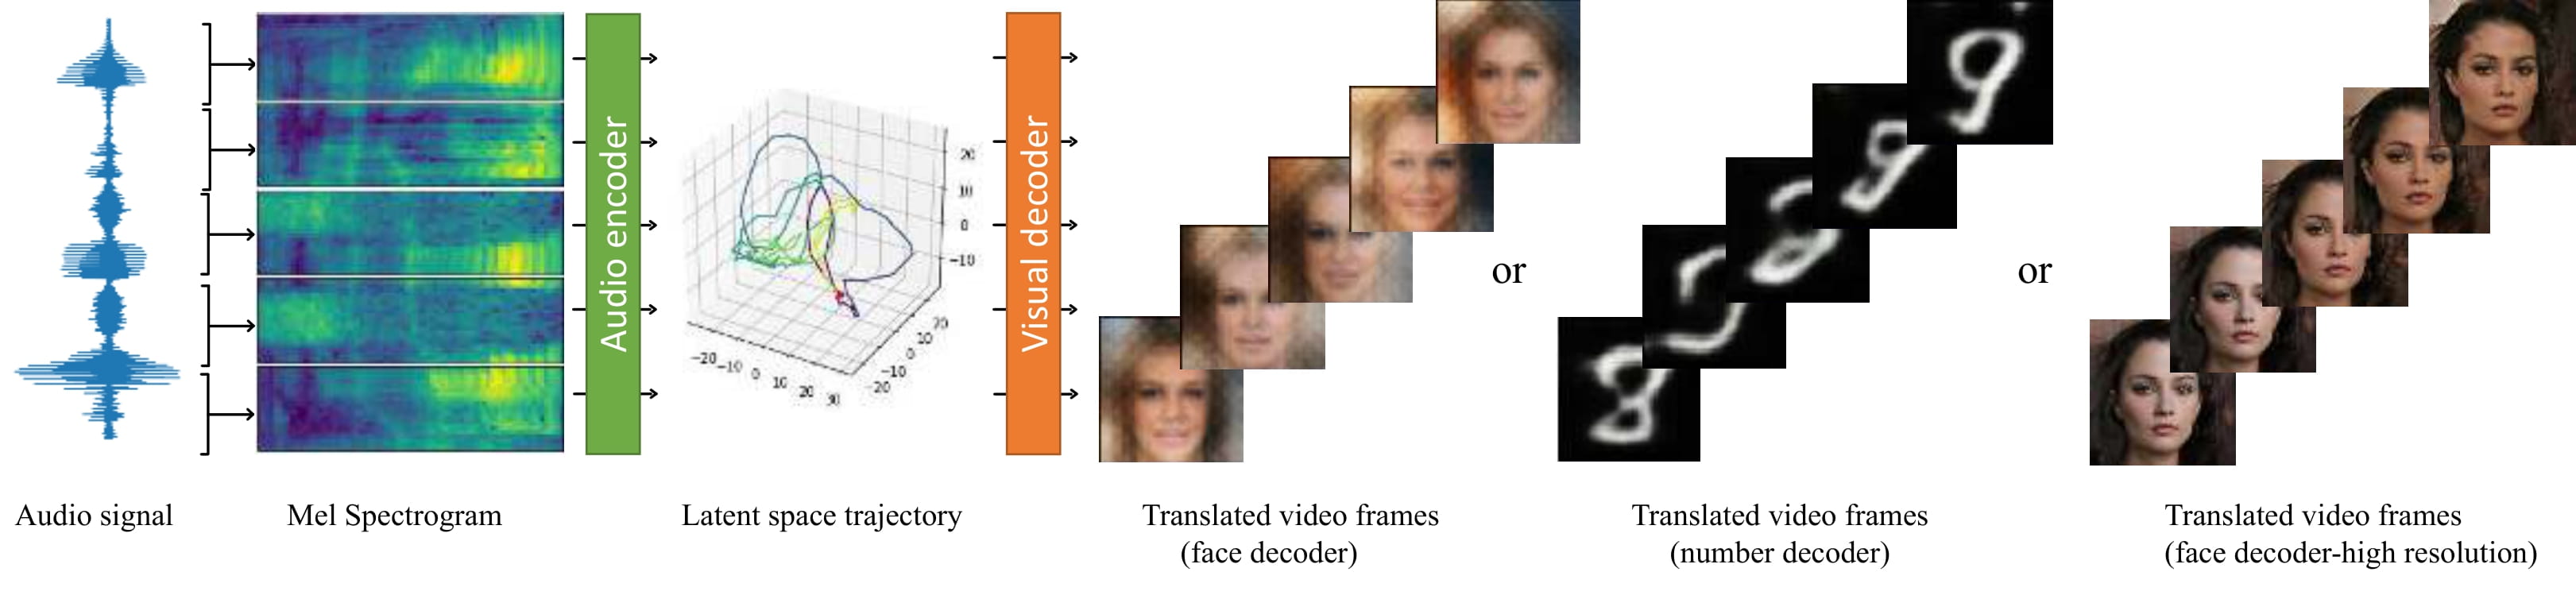 Audio encoder
Visual decoder
20
10
0
−10
−20
−10
0
10
20
30
−20
−10
0
10
20
or
or
Audio signal
Mel Spectrogram
Latent space trajectory
Translated video frames
(face decoder)
Translated video frames
(number decoder)
Translated video frames
(face decoder-high resolution)